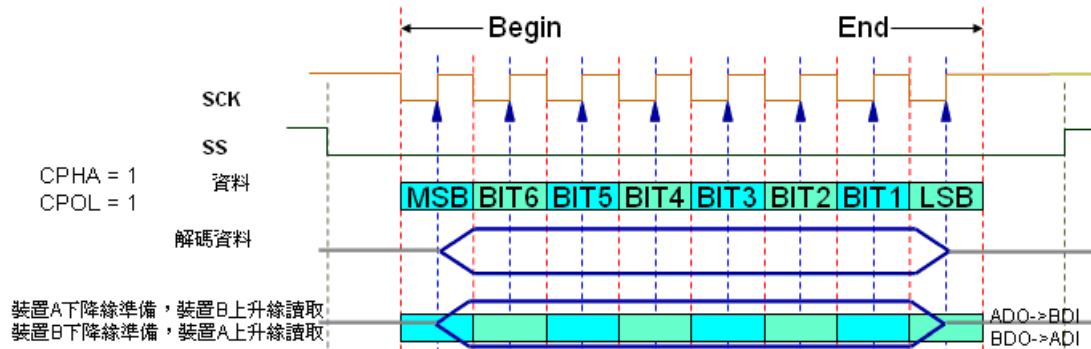 Begin
End
SCK
SS
CPHA = 1
CPOL = 1
資料
MSB BIT6 BIT5 BIT4 BIT3 BIT2 BIT1 LSB
解碼資料
裝置A下降緣準備，裝置B上升緣讀取
裝置B下降緣準備，裝置A上升緣讀取
ADO->BDI
BDO->ADI